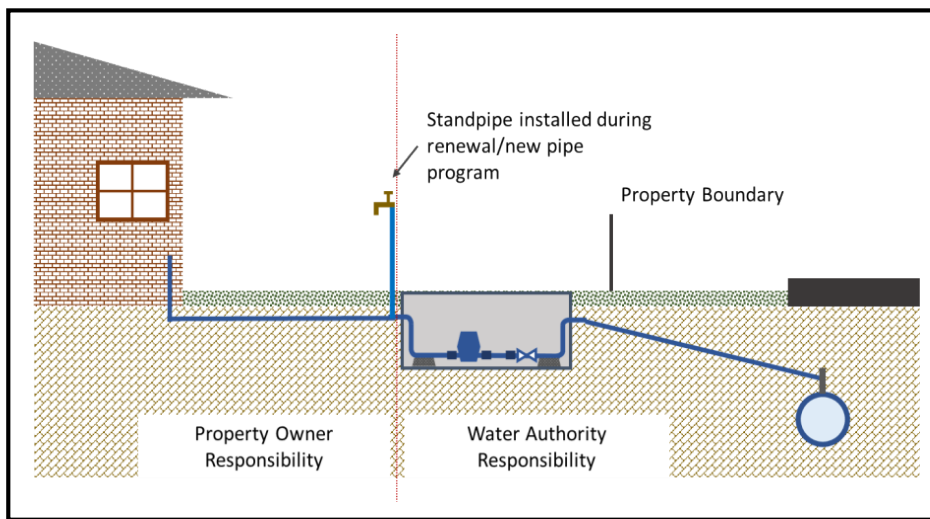 Standpipe installed during
renewal/new pipe
program
Property Boundary
Property Owner
Responsibility
Water Authority
Responsibility